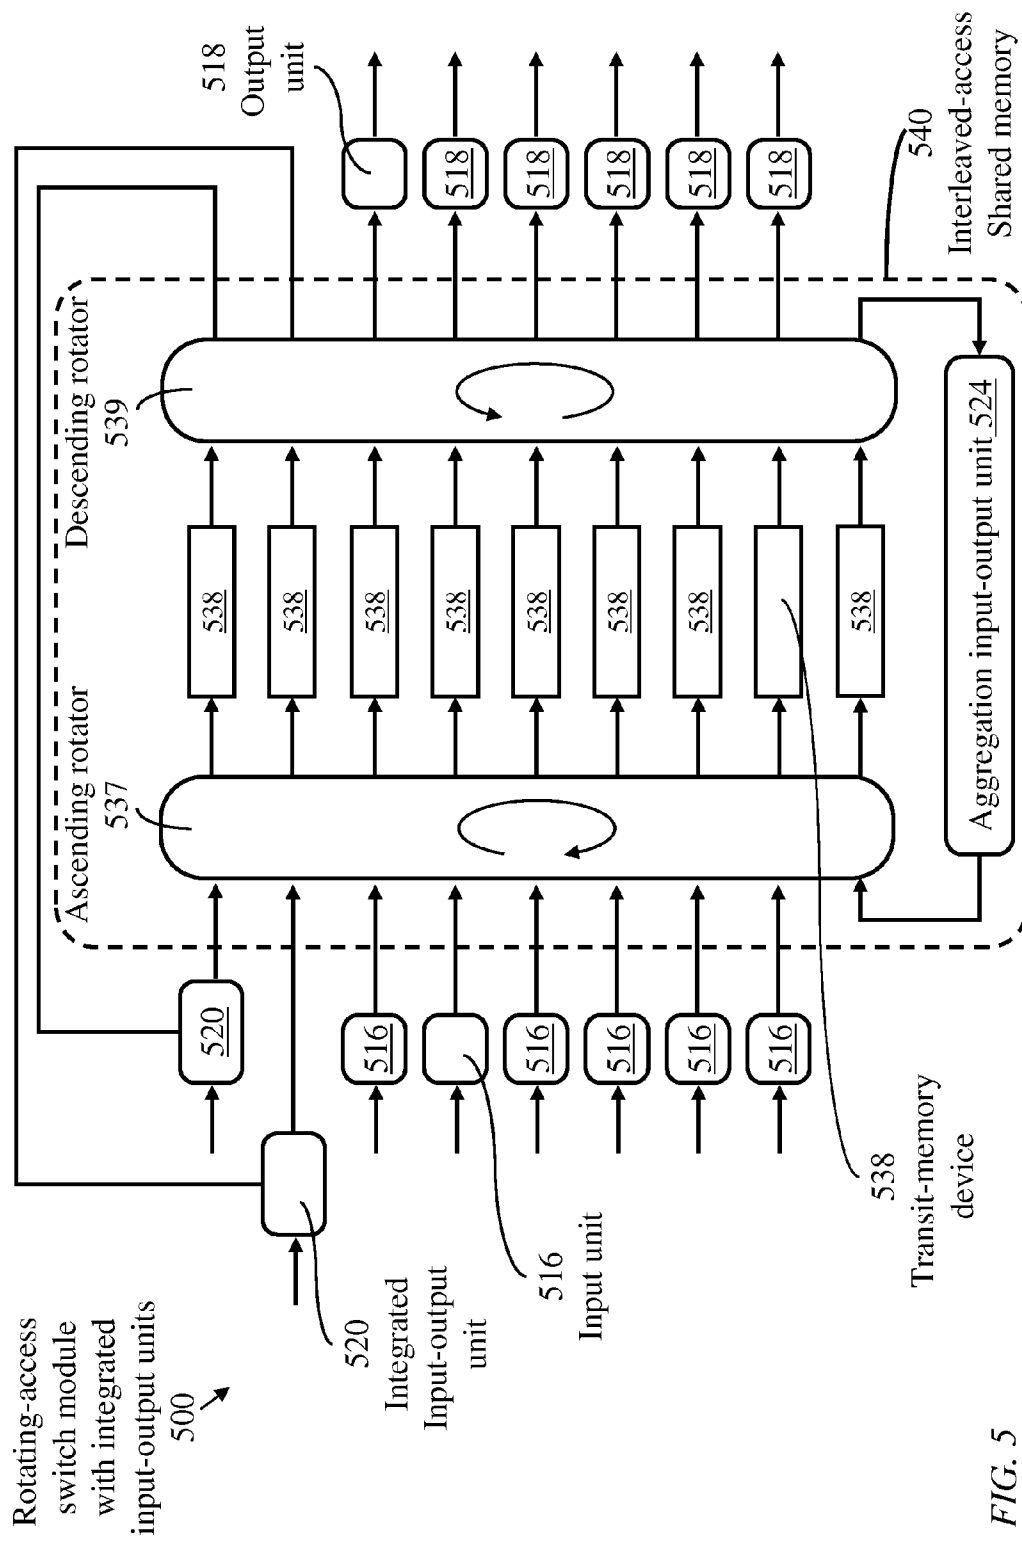 Rotating-access
switch module
with integrated
input-output units
500
520
Integrated
Input-output
unit
516
Input unit
538
Transit-memory
device
520
516
516
516
516
516
Ascending rotator
537
538
538
538
538
538
538
538
538
Descending rotator
539
Aggregation input-output unit 524
518
Output
unit
518
518
518
518
518
540
Interleaved-access
Shared memory
FIG. 5